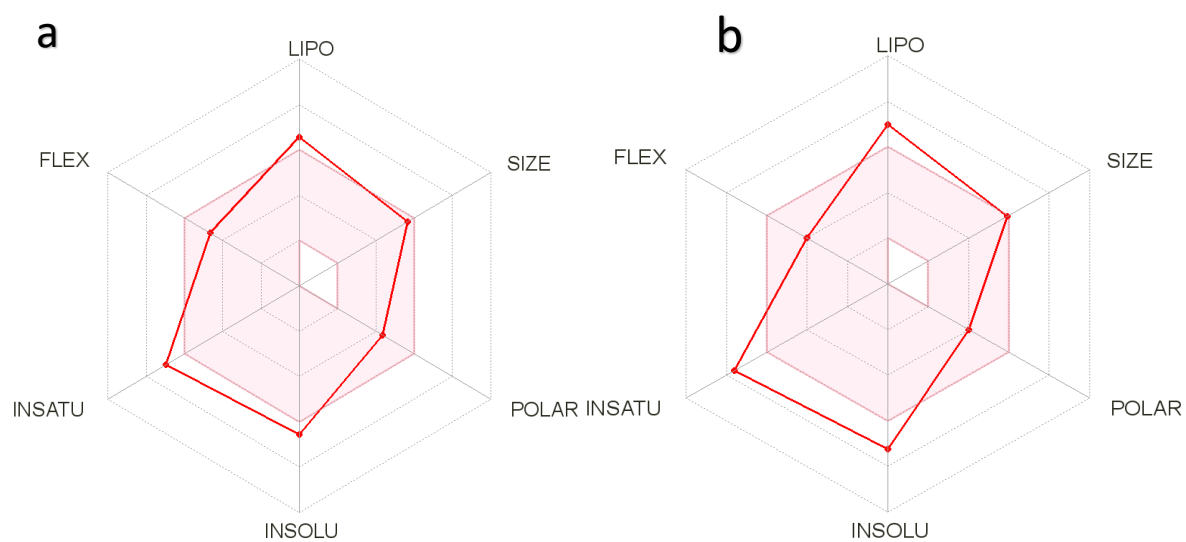 a
LIPO
FLEX
SIZE
INSATU
POLAR
INSOLU
b
LIPO
FLEX
SIZE
INSATU
POLAR
INSOLU